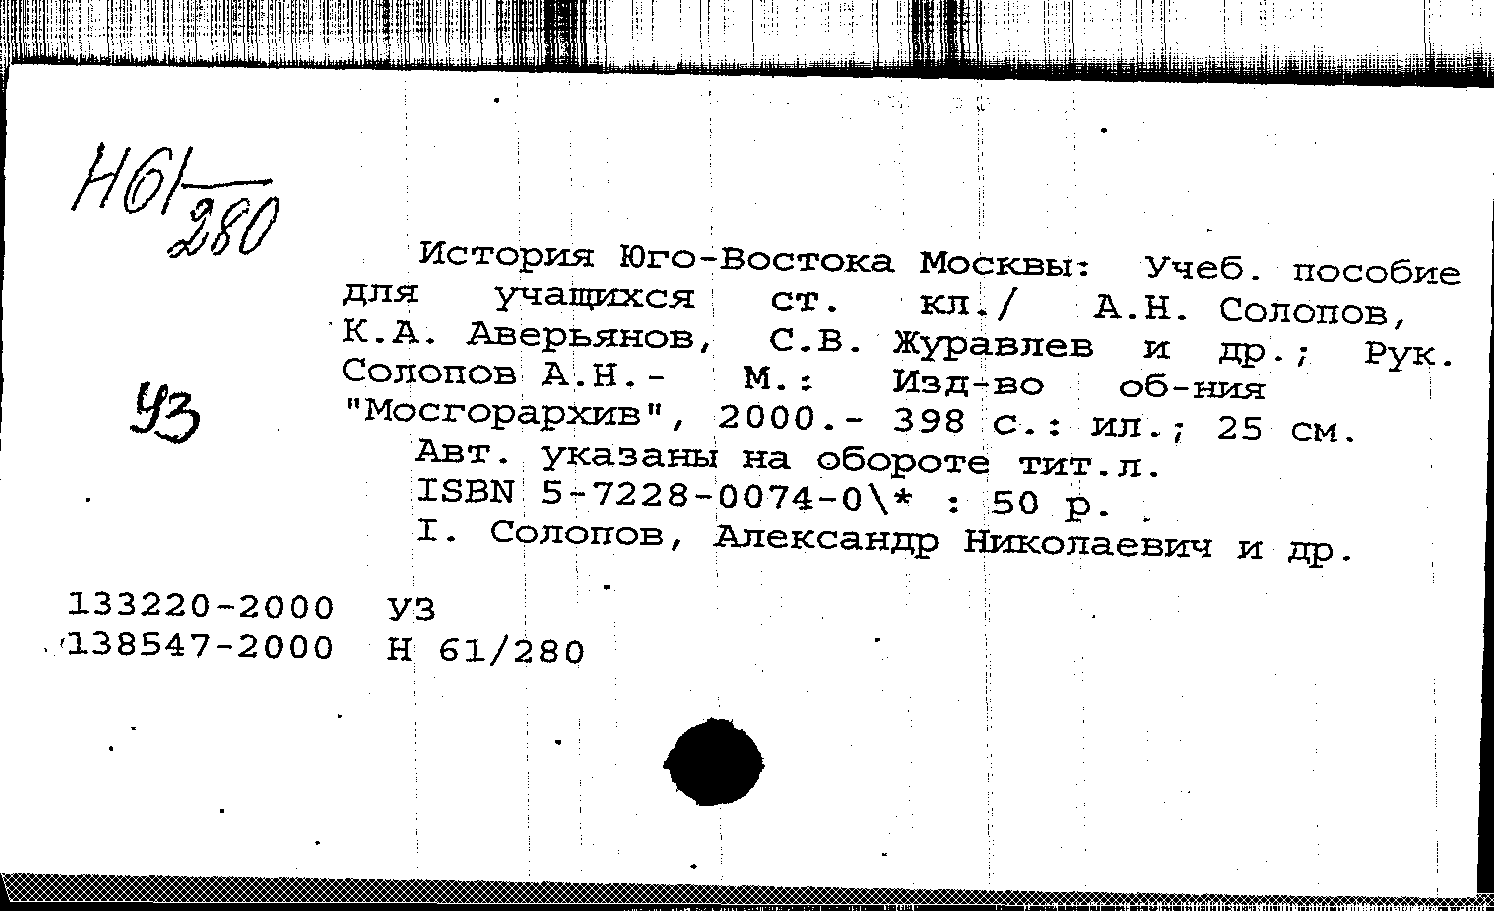 Н61
280
История Юго-Востока Москвы: Учеб. пособие
для учащихся ст. кл./ А.Н. Солопов,
К.А. Аверьянов, С.В. Журавлев и др.; Рук.
Солопов А.Н.- М.: Изд-во об-ния
"Мосгорархив", 2000.- 398 с.: ил.; 25 см.
Авт. указаны на обороте тит.л.
ISBN 5-7228-0074-0\* : 50 р.
I. Солопов, Александр Николаевич и др.
УЗ
133220-2000 УЗ
138547-2000 Н 61/280